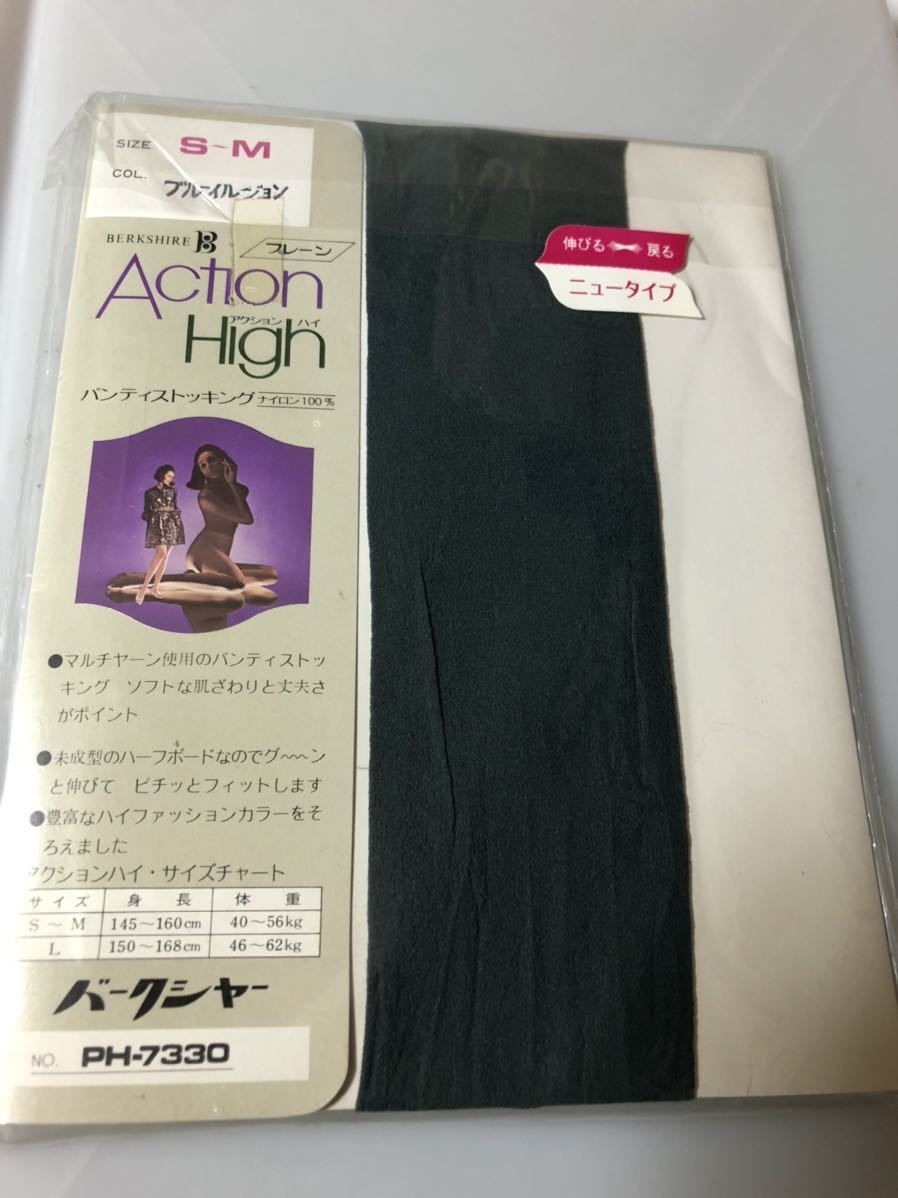 SIZE S~M
COL. ブルーイルージョン
BERKSHIRE B
プレーン
Action
アクション ハイ
High
パンティストッキング ナイロン100%
伸びる 戻る
ニュータイプ
●マルチヤーン使用のパンティストッ
キング ソフトな肌ざわりと丈夫さ
がポイント
●未成型のハーフボードなのでグ〜〜ン
と伸びて ピチッとフィットします
●豊富なハイファッションカラーをそ
ろえました
アクションハイ・サイズチャート
サイズ 身長 体重
S〜M 145〜160cm 40〜56kg
L 150〜168cm 46〜62kg
バークシャー
NO. PH-7330